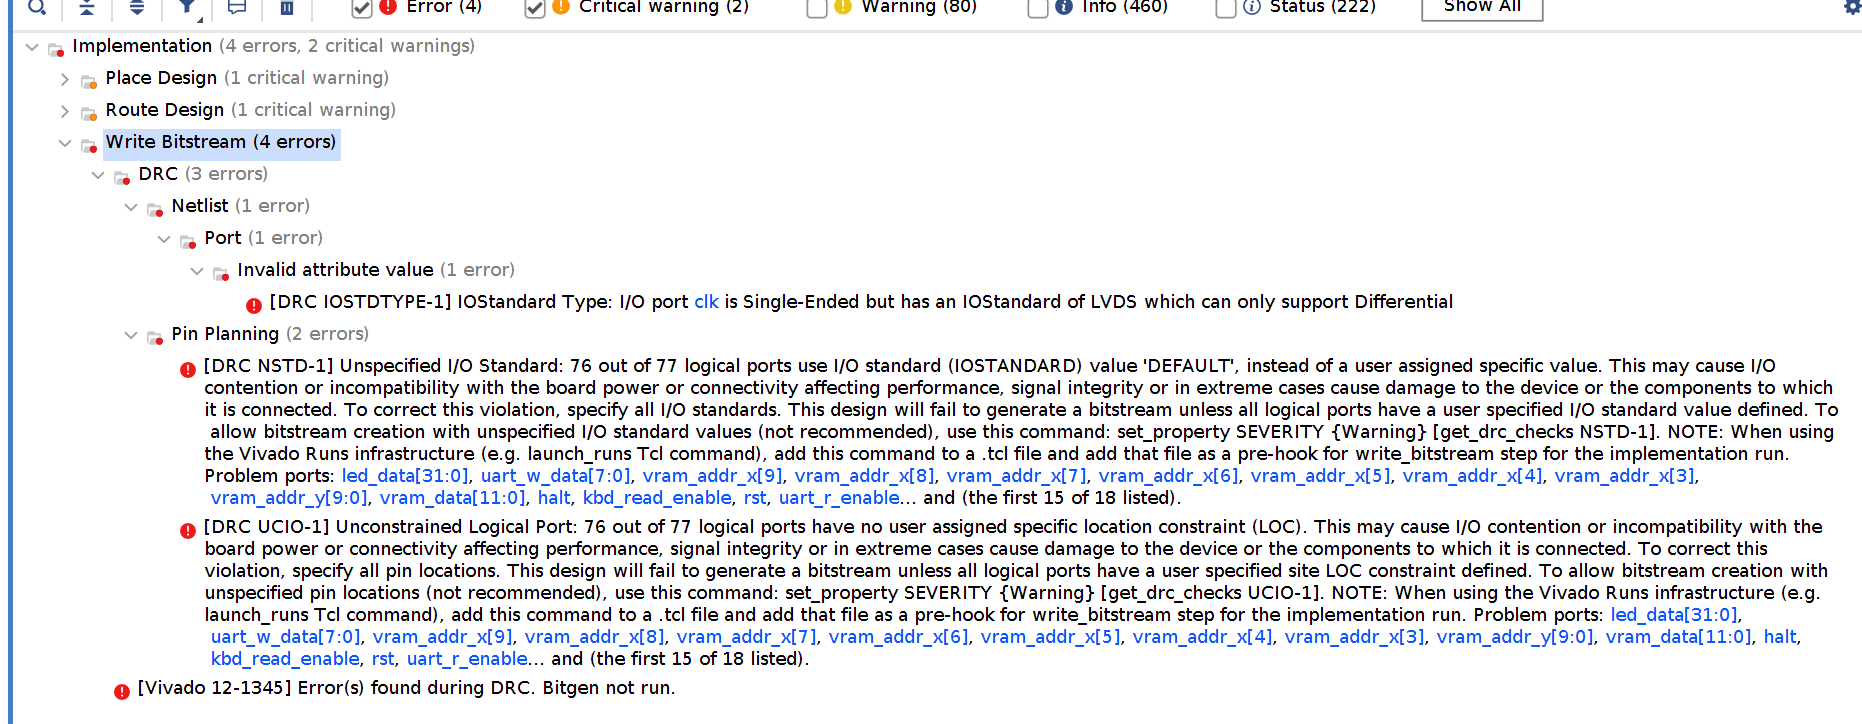 Error (4) Critical warning (2) Warning (80) Info (460) Status (222) Show All
Implementation (4 errors, 2 critical warnings)
Place Design (1 critical warning)
Route Design (1 critical warning)
Write Bitstream (4 errors)
DRC (3 errors)
Netlist (1 error)
Port (1 error)
Invalid attribute value (1 error)
[DRC IOSTDTYPE-1] IOStandard Type: I/O port clk is Single-Ended but has an IOStandard of LVDS which can only support Differential
Pin Planning (2 errors)
[DRC NSTD-1] Unspecified I/O Standard: 76 out of 77 logical ports use I/O standard (IOSTANDARD) value 'DEFAULT', instead of a user assigned specific value. This may cause I/O
contention or incompatibility with the board power or connectivity affecting performance, signal integrity or in extreme cases cause damage to the device or the components to which
it is connected. To correct this violation, specify all I/O standards. This design will fail to generate a bitstream unless all logical ports have a user specified I/O standard value defined. To
allow bitstream creation with unspecified I/O standard values (not recommended), use this command: set_property SEVERITY {Warning} [get_drc_checks NSTD-1]. NOTE: When using
the Vivado Runs infrastructure (e.g. launch_runs Tcl command), add this command to a .tcl file and add that file as a pre-hook for write_bitstream step for the implementation run.
Problem ports: led_data[31:0], uart_w_data[7:0], vram_addr_x[9], vram_addr_x[8], vram_addr_x[7], vram_addr_x[6], vram_addr_x[5], vram_addr_x[4], vram_addr_x[3],
vram_addr_y[9:0], vram_data[11:0], halt, kbd_read_enable, rst, uart_r_enable... and (the first 15 of 18 listed).
[DRC UCIO-1] Unconstrained Logical Port: 76 out of 77 logical ports have no user assigned specific location constraint (LOC). This may cause I/O contention or incompatibility with the
board power or connectivity affecting performance, signal integrity or in extreme cases cause damage to the device or the components to which it is connected. To correct this
violation, specify all pin locations. This design will fail to generate a bitstream unless all logical ports have a user specified site LOC constraint defined. To allow bitstream creation with
unspecified pin locations (not recommended), use this command: set_property SEVERITY {Warning} [get_drc_checks UCIO-1]. NOTE: When using the Vivado Runs infrastructure (e.g.
launch_runs Tcl command), add this command to a .tcl file and add that file as a pre-hook for write_bitstream step for the implementation run. Problem ports: led_data[31:0],
uart_w_data[7:0], vram_addr_x[9], vram_addr_x[8], vram_addr_x[7], vram_addr_x[6], vram_addr_x[5], vram_addr_x[4], vram_addr_x[3], vram_addr_y[9:0], vram_data[11:0], halt,
kbd_read_enable, rst, uart_r_enable... and (the first 15 of 18 listed).
[Vivado 12-1345] Error(s) found during DRC. Bitgen not run.